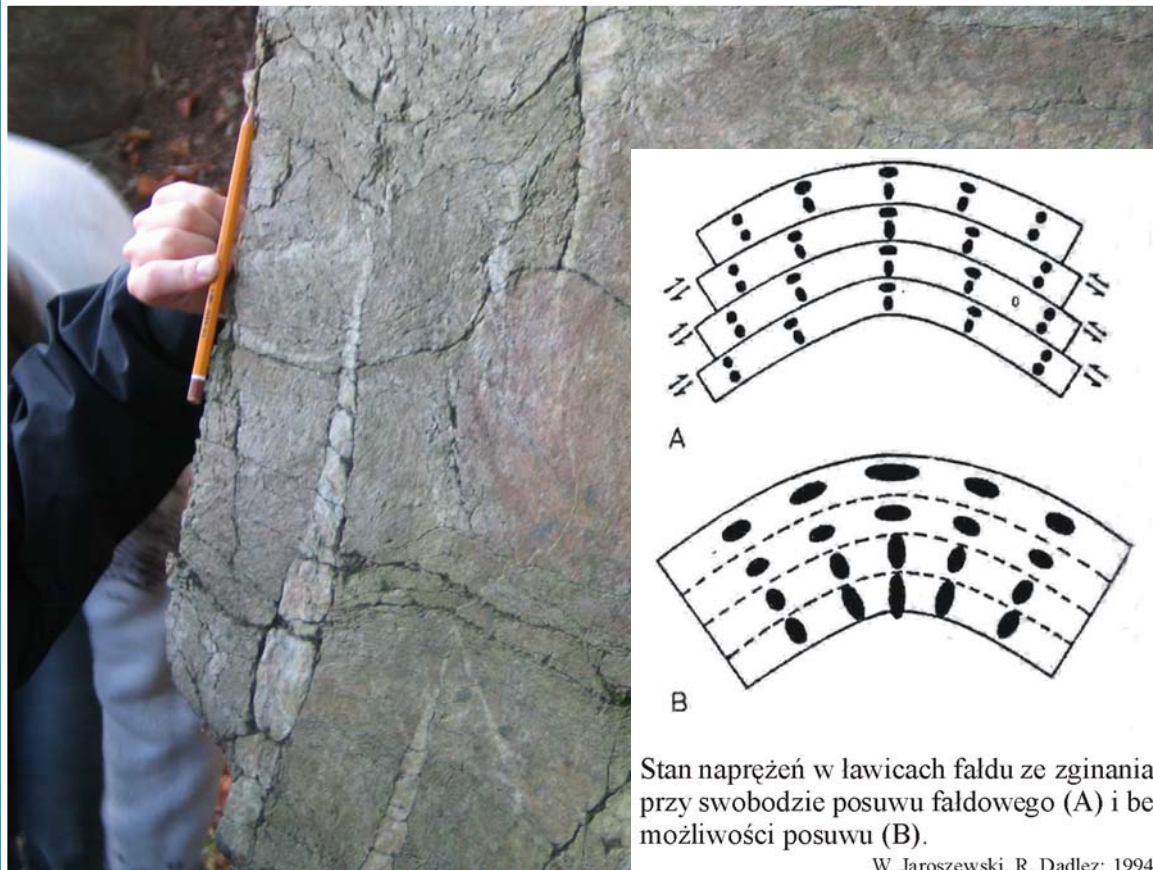 A
B
Stan naprężeń w ławicach fałdu ze zginania
przy swobodzie posuwu fałdowego (A) i be
możliwości posuwu (B).
W. Jaroszewski, R. Dadlez; 1994